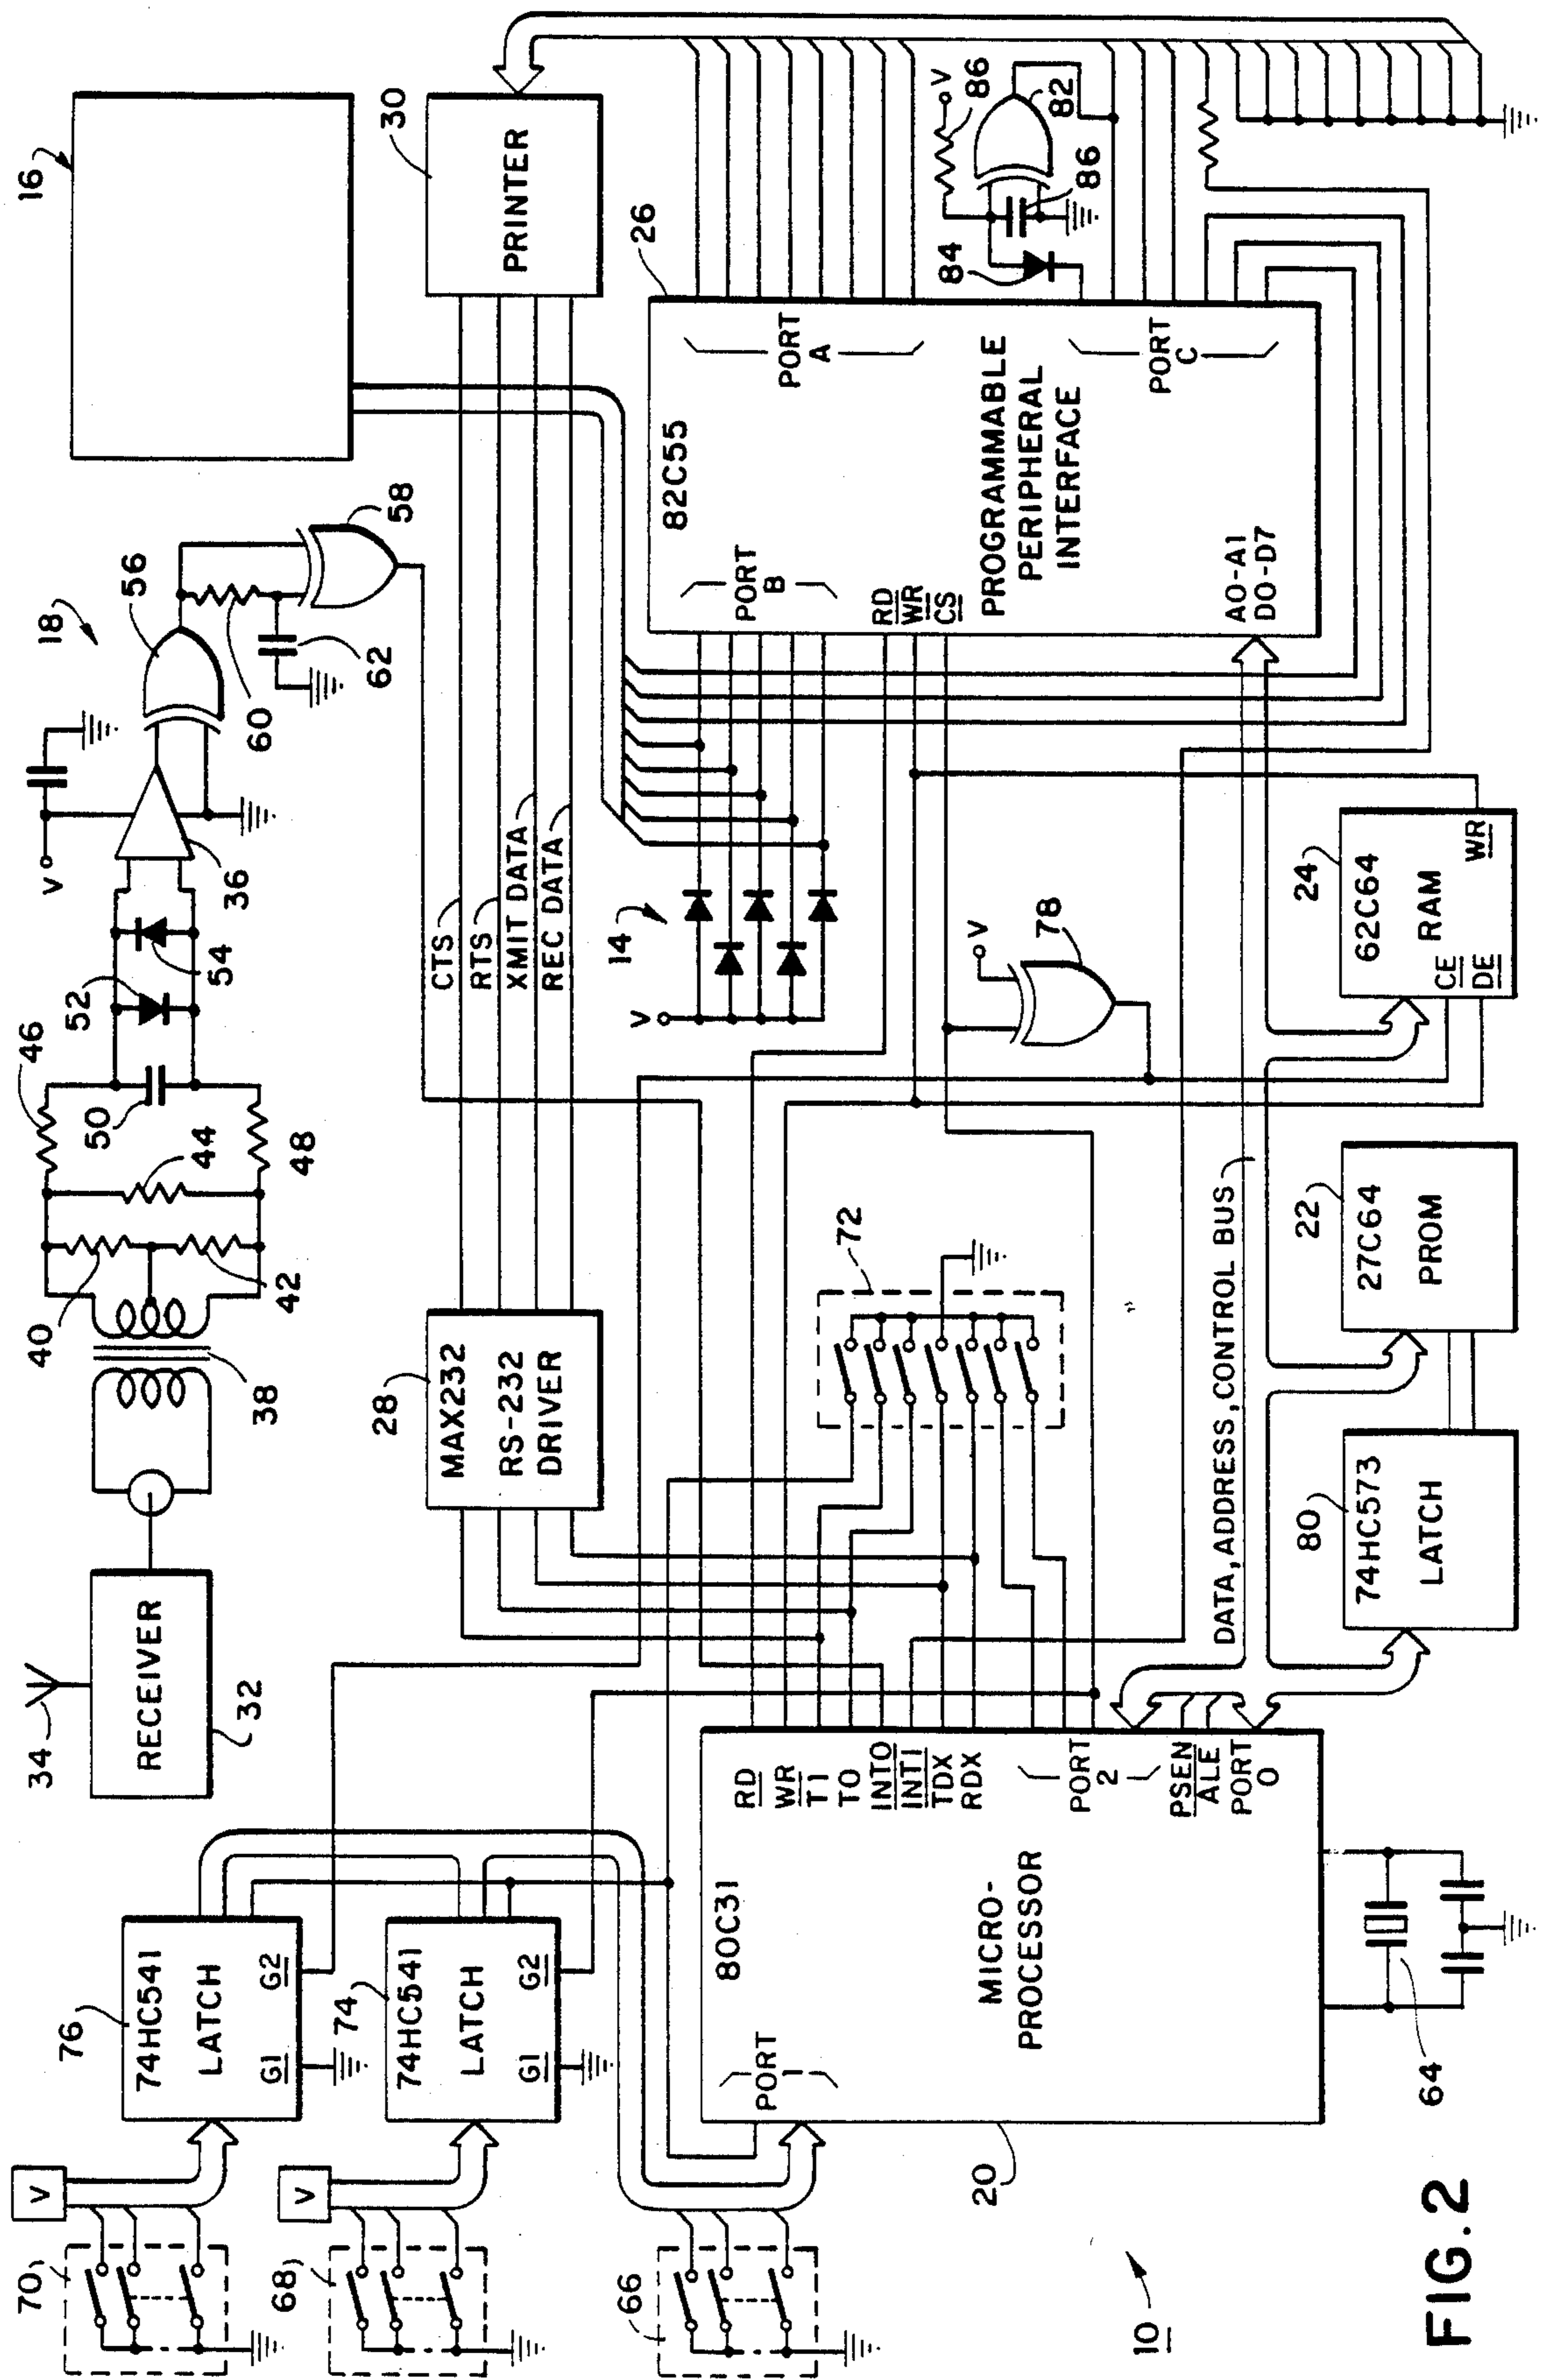 16
18
V
56
58
60
62
36
54
52
46
50
44
48
40
42
38
34
RECEIVER
32
30
PRINTER
CTS
RTS
XMIT DATA
REC DATA
28
MAX232
RS-232
DRIVER
76
74HC541
LATCH
G1
G2
74
74HC541
LATCH
G1
G2
V
70
V
68
66
26
82C55
PORT
A
PORT
B
RD
WR
CS
PROGRAMMABLE
PERIPHERAL
INTERFACE
PORT
C
A0-A1
D0-D7
84
86
V
86
82
14
V
V
78
72
24
62C64
RAM
WR
CE
DE
22
27C64
PROM
80
74HC573
LATCH
DATA, ADDRESS, CONTROL BUS
80C31
MICRO-
PROCESSOR
RD
WR
T1
T0
INT0
INT1
TDX
RDX
PORT
2
PSEN
ALE
PORT
0
PORT
1
20
64
10
FIG. 2